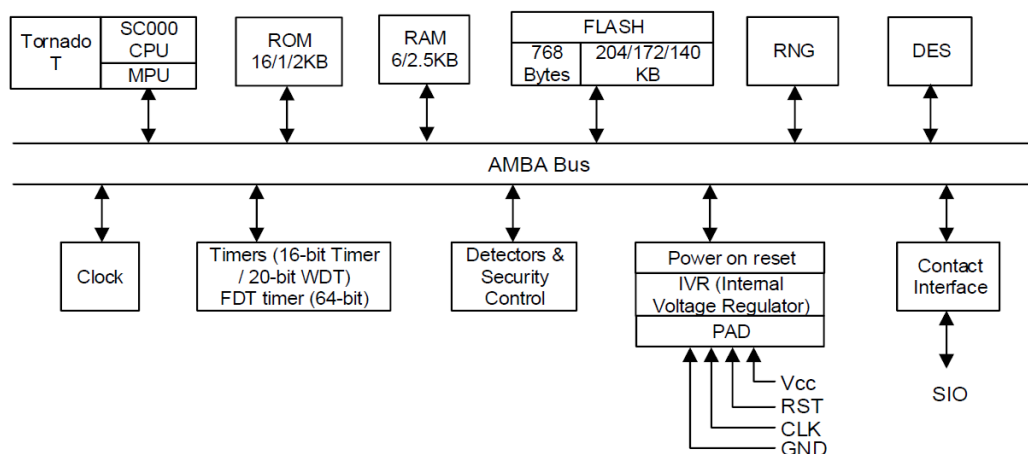 Tornado
T
SC000
CPU
MPU
ROM
16/1/2KB
RAM
6/2.5KB
FLASH
768
Bytes
204/172/140
KB
RNG
DES
AMBA Bus
Clock
Timers (16-bit Timer
/ 20-bit WDT)
FDT timer (64-bit)
Detectors &
Security
Control
Power on reset
IVR (Internal
Voltage Regulator)
PAD
Contact
Interface
Vcc
RST
CLK
GND
SIO